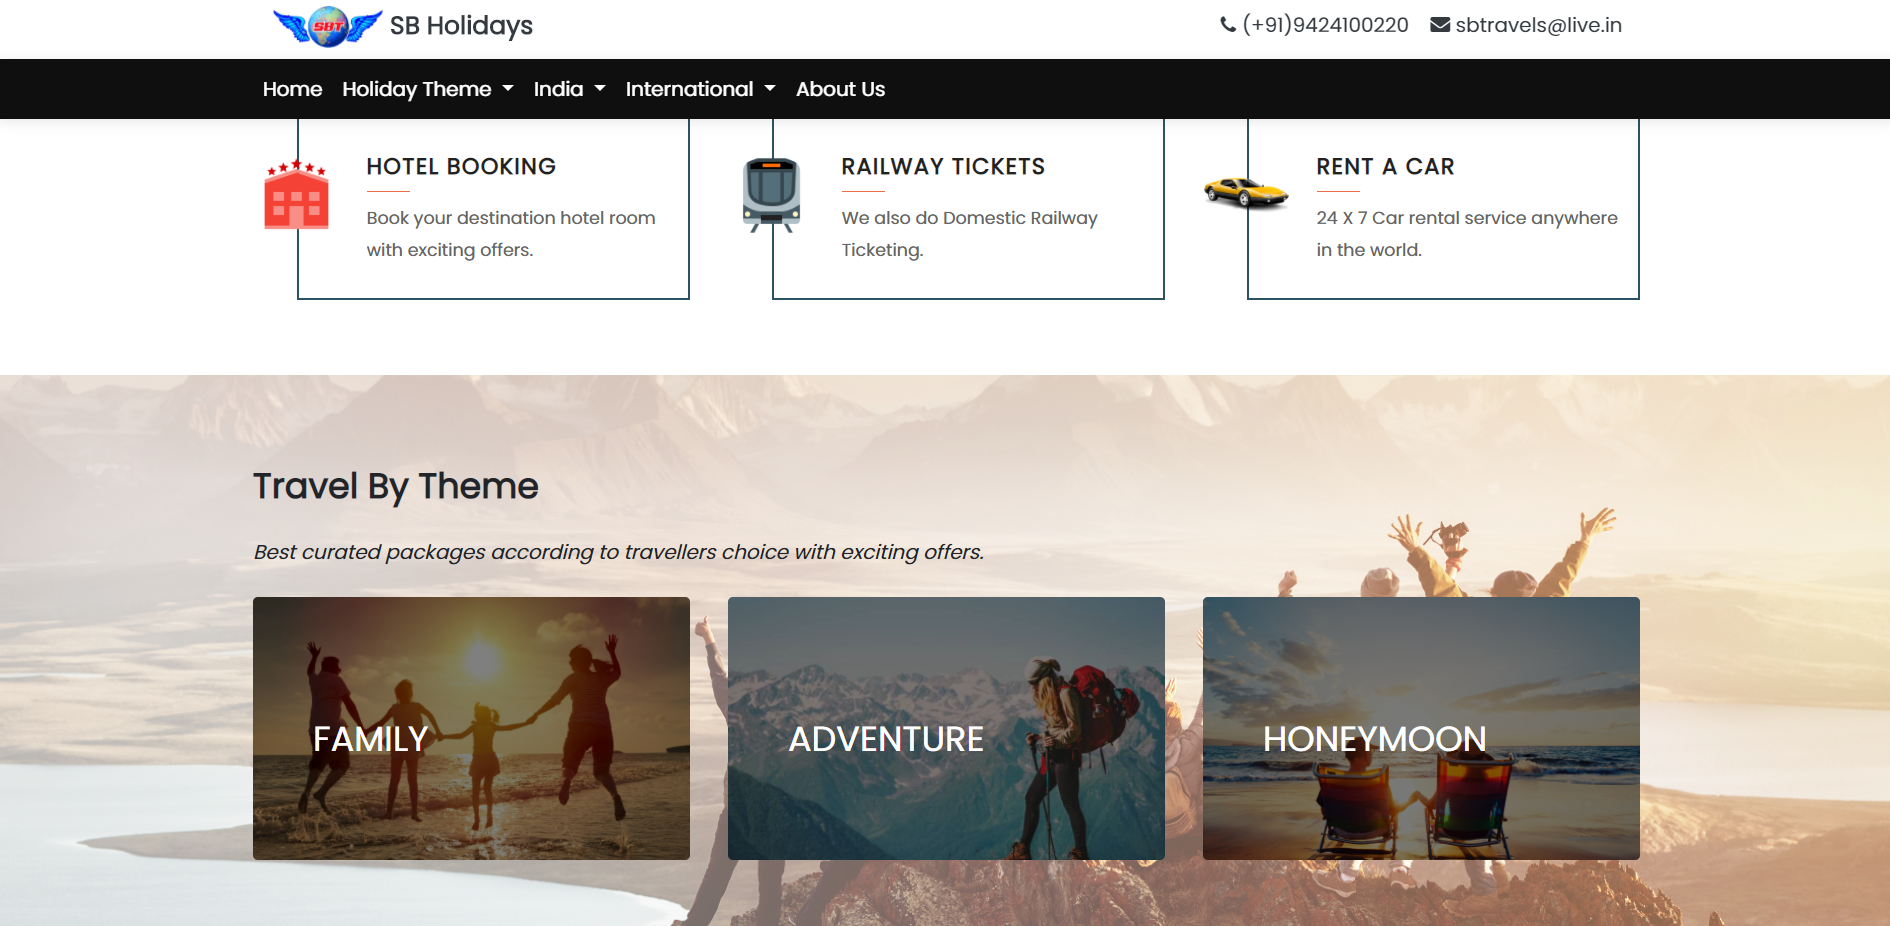 SBT
SB Holidays
(+91)9424100220
sbtravels@live.in
Home
Holiday Theme
India
International
About Us
HOTEL BOOKING
Book your destination hotel room
with exciting offers.
RAILWAY TICKETS
We also do Domestic Railway
Ticketing.
RENT A CAR
24 X 7 Car rental service anywhere
in the world.
Travel By Theme
Best curated packages according to travellers choice with exciting offers.
FAMILY
ADVENTURE
HONEYMOON